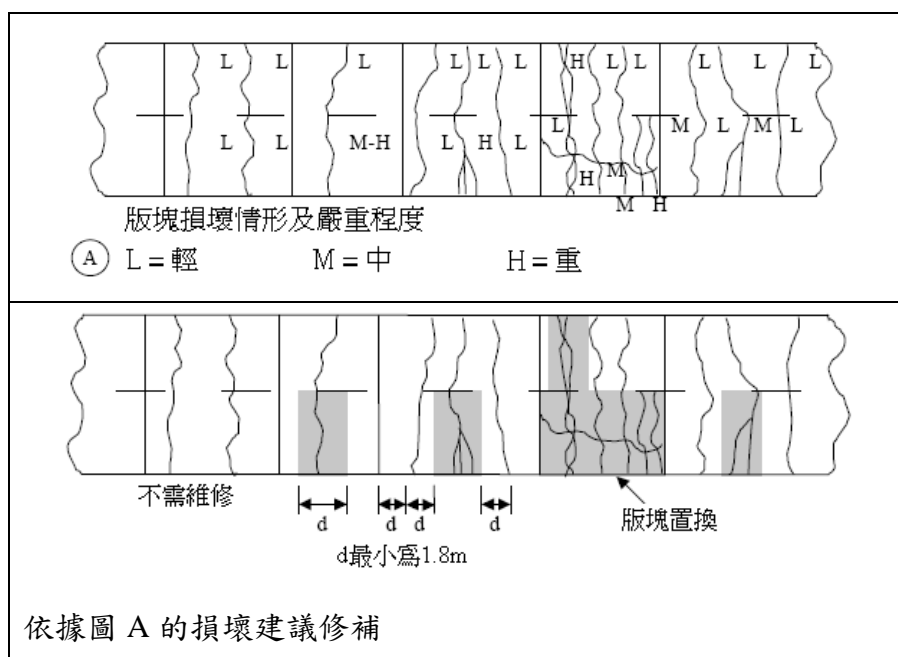 L L L L L L H L L L L L
L L M-H L H L L H M M H M L M L
版塊損壞情形及嚴重程度
A L=輕 M=中 H=重
不需維修
d d d d
版塊置換
d最小為1.8m
依據圖 A 的損壞建議修補